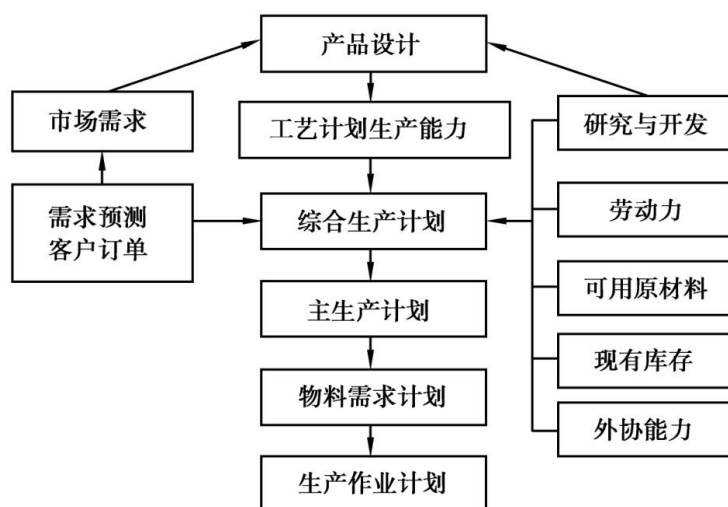 产品设计
市场需求
工艺计划生产能力
研究与开发
需求预测
客户订单
综合生产计划
劳动力
主生产计划
可用原材料
物料需求计划
现有库存
外协能力
生产作业计划